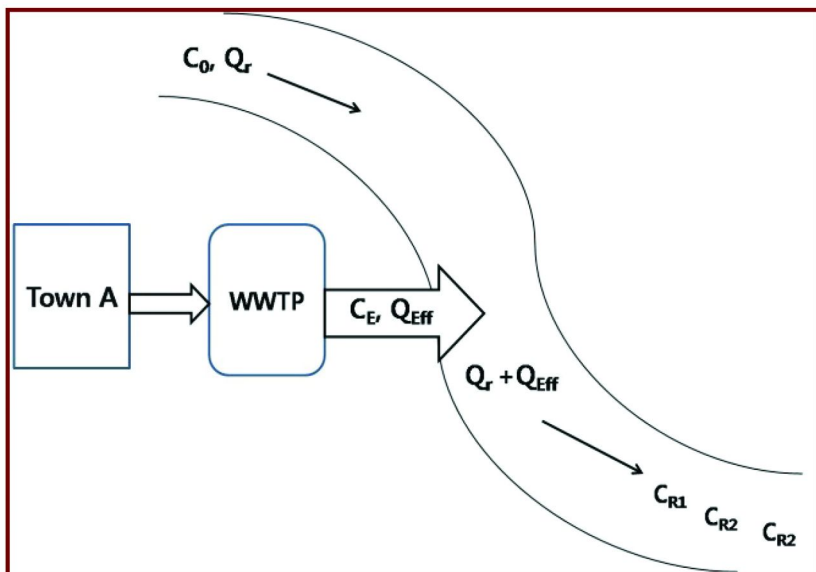 C0, Qr
Town A
WWTP
CE, QEff
Qr + QEff
CR1
CR2
CR2